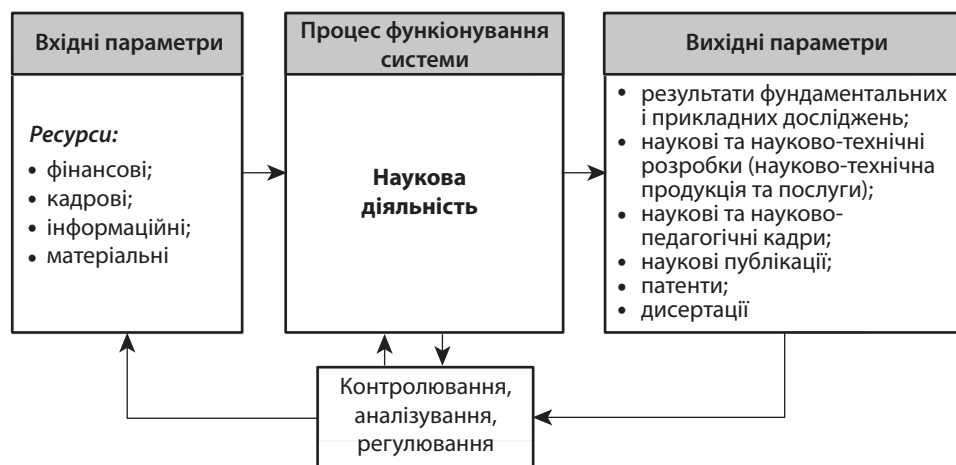 Вхідні параметри
Ресурси:
• фінансові;
• кадрові;
• інформаційні;
• матеріальні
Процес функіонування
системи
Наукова
діяльність
Вихідні параметри
• результати фундаментальних
і прикладних досліджень;
• наукові та науково-технічні
розробки (науково-технічна
продукція та послуги);
• наукові та науково-
педагогічні кадри;
• наукові публікації;
• патенти;
• дисертації
Контролювання,
аналізування,
регулювання